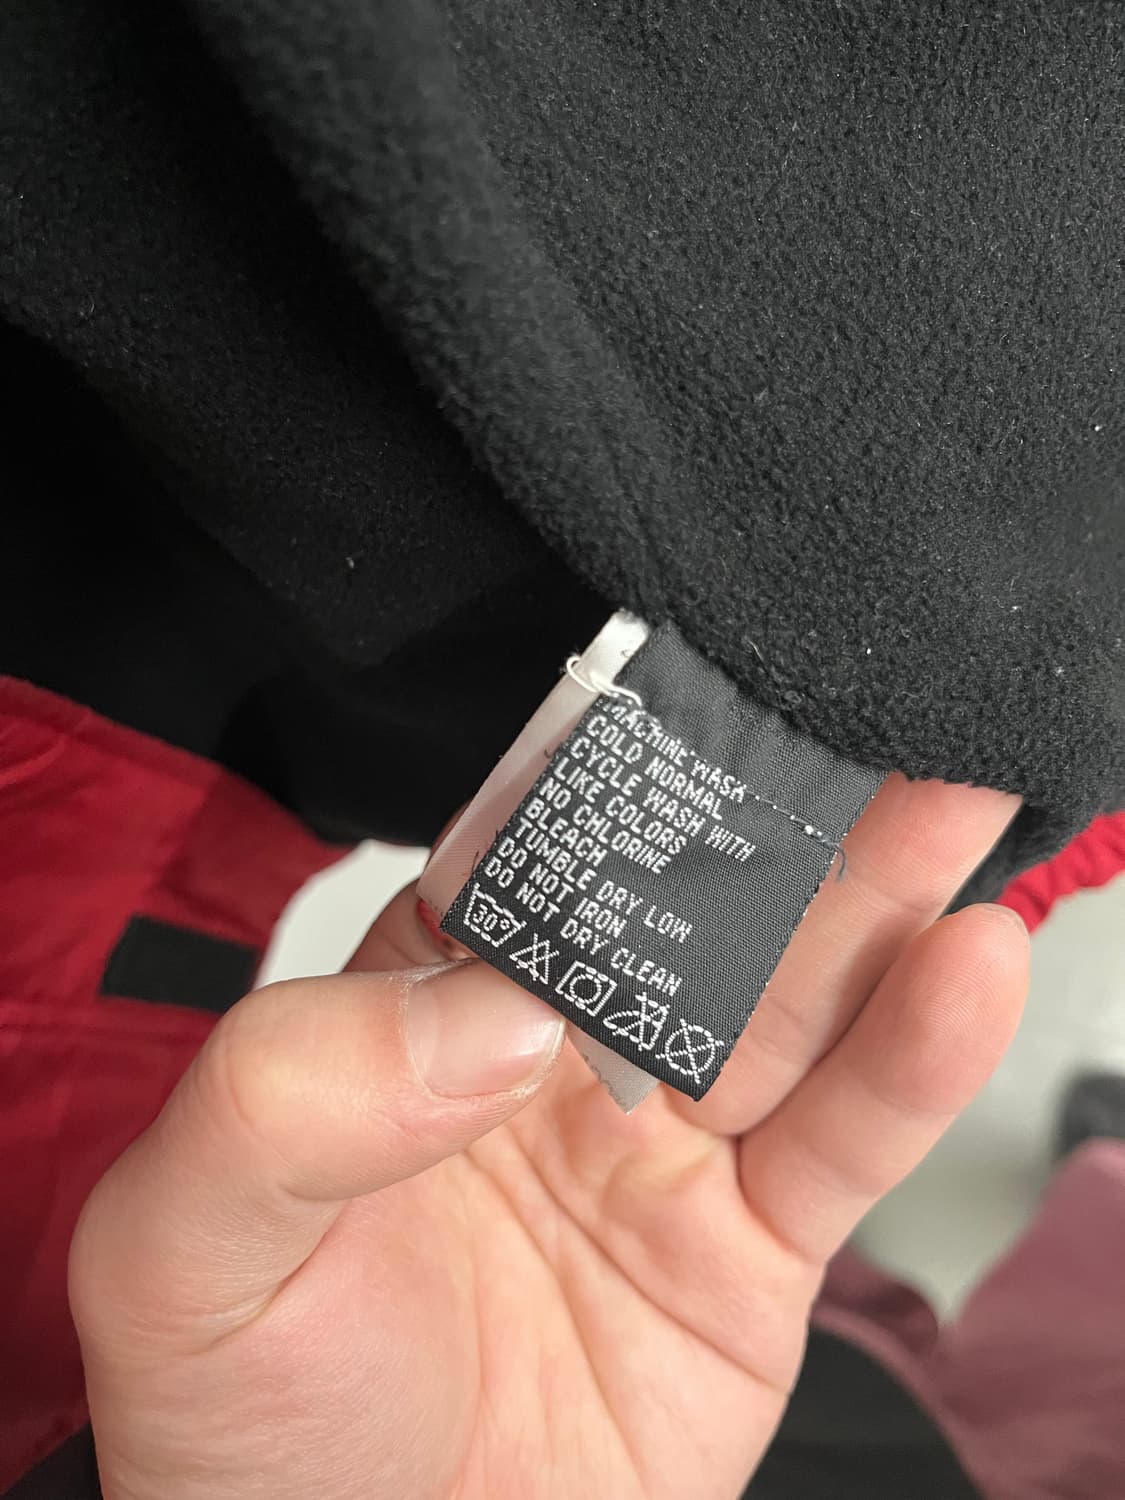 MACHINE WASH
COLD NORMAL
CYCLE WASH WITH
LIKE COLORS
NO CHLORINE
BLEACH
TUMBLE DRY LOW
DO NOT IRON
DO NOT DRY CLEAN
30°